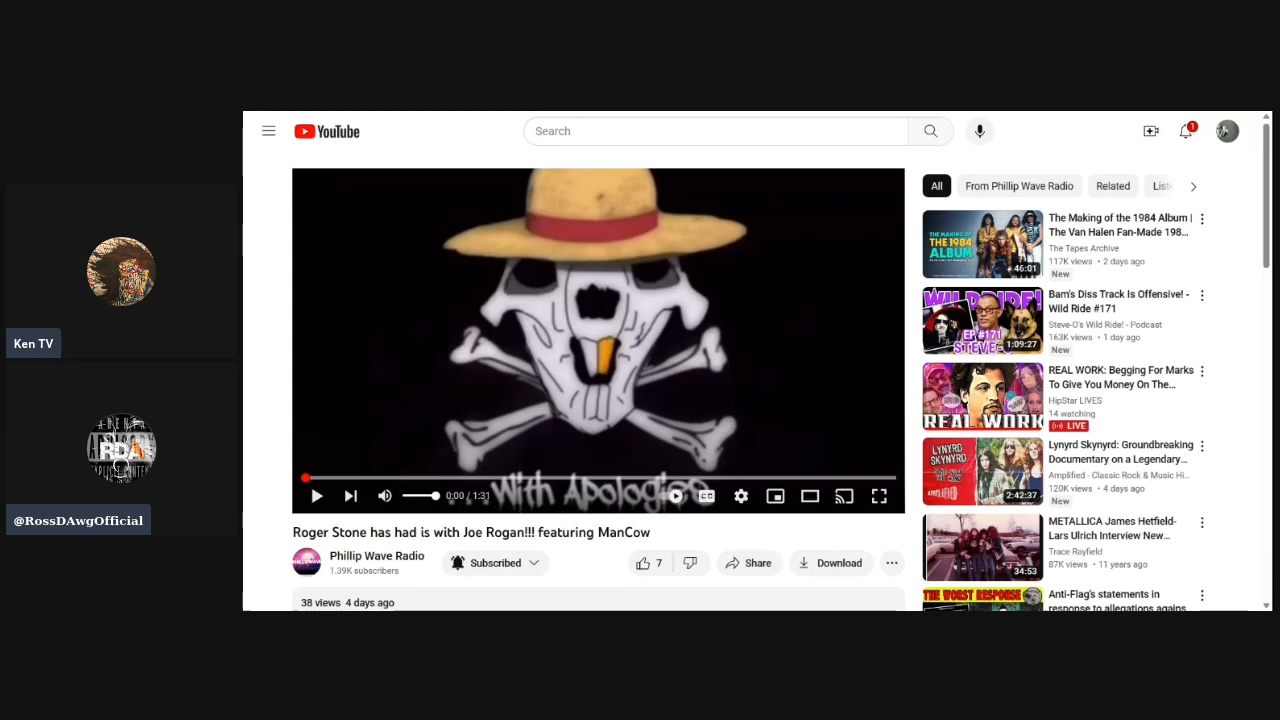 YouTube
Search
1
With Apologies
0:00 / 1:31
CC
Roger Stone has had is with Joe Rogan!!! featuring ManCow
Phillip Wave Radio
1.39K subscribers
Subscribed
7
Share
Download
38 views 4 days ago
All
From Phillip Wave Radio
Related
THE MAKING OF
THE 1984
ALBUM
46:01
The Making of the 1984 Album |
The Van Halen Fan-Made 198...
The Tapes Archive
117K views • 2 days ago
New
WILD RIDE!
EP #171
STEVE-O
1:09:27
Bam's Diss Track Is Offensive! -
Wild Ride #171
Steve-O's Wild Ride! - Podcast
163K views • 1 day ago
New
REAL WORK
REAL WORK: Begging For Marks
To Give You Money On The...
HipStar LIVES
14 watching
LIVE
LYNYRD
SKYNYRD
AMPLIFIED
2:42:37
Lynyrd Skynyrd: Groundbreaking
Documentary on a Legendary...
Amplified - Classic Rock & Music Hi...
120K views • 4 days ago
New
34:53
METALLICA James Hetfield-
Lars Ulrich Interview New...
Trace Rayfield
87K views • 11 years ago
THE WORST RESPONSE
Anti-Flag's statements in
response to allegations agains
Ken TV
RDA
@RossDAwgOfficial